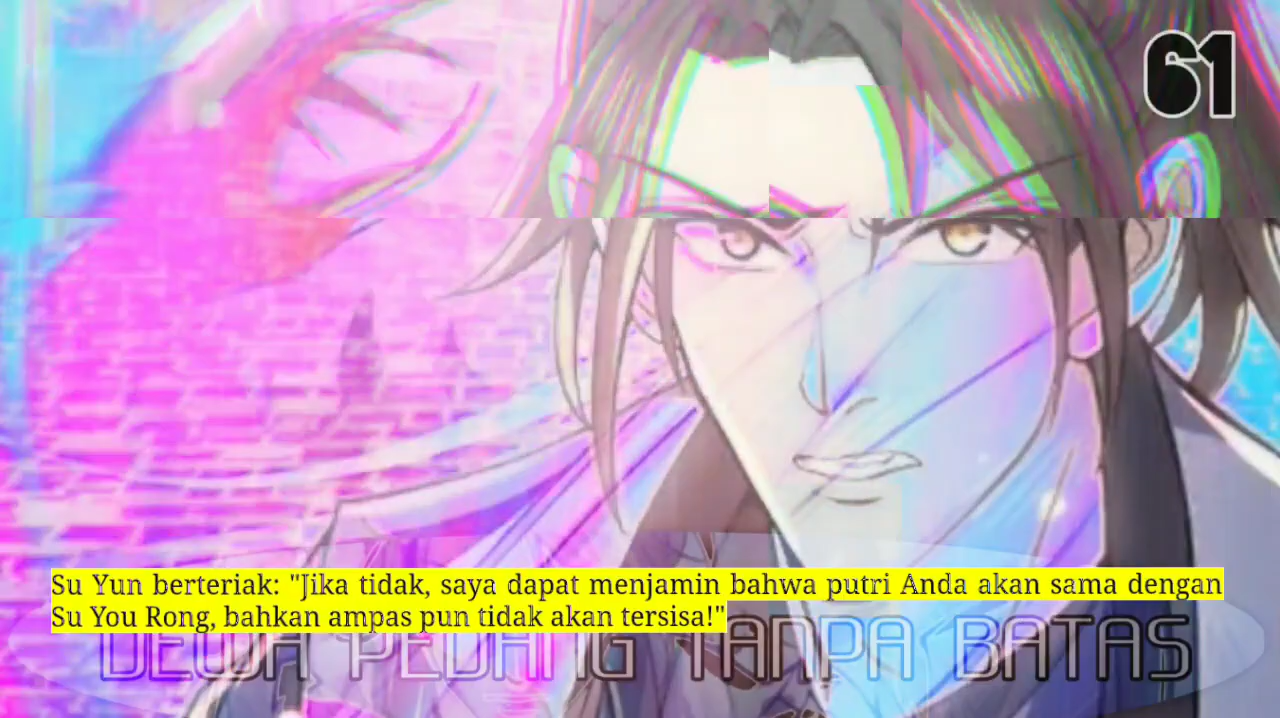 61
Su Yun berteriak: "Jika tidak, saya dapat menjamin bahwa putri Anda akan sama dengan
Su You Rong, bahkan ampas pun tidak akan tersisa!"
DEWA PEDANG TANPA BATAS